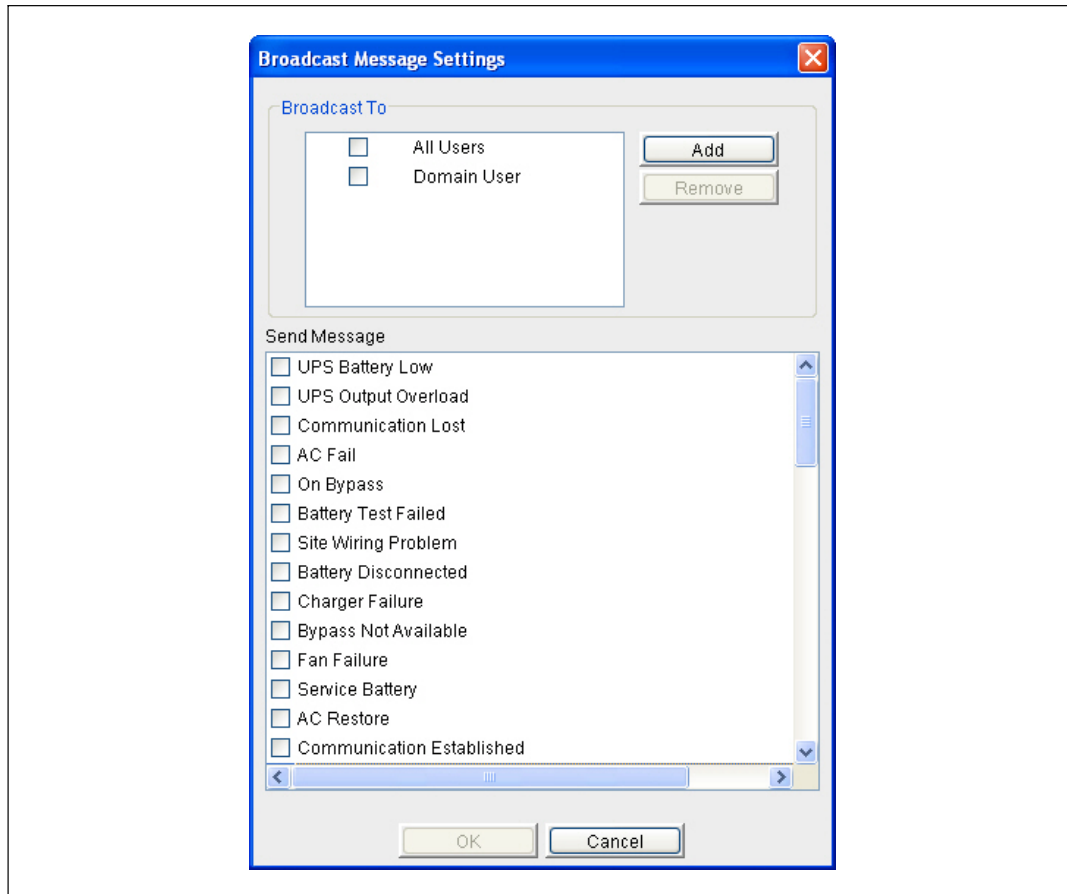 Broadcast Message Settings
Broadcast To
All Users
Add
Domain User
Remove
Send Message
UPS Battery Low
UPS Output Overload
Communication Lost
AC Fail
On Bypass
Battery Test Failed
Site Wiring Problem
Battery Disconnected
Charger Failure
Bypass Not Available
Fan Failure
Service Battery
AC Restore
Communication Established
OK
Cancel